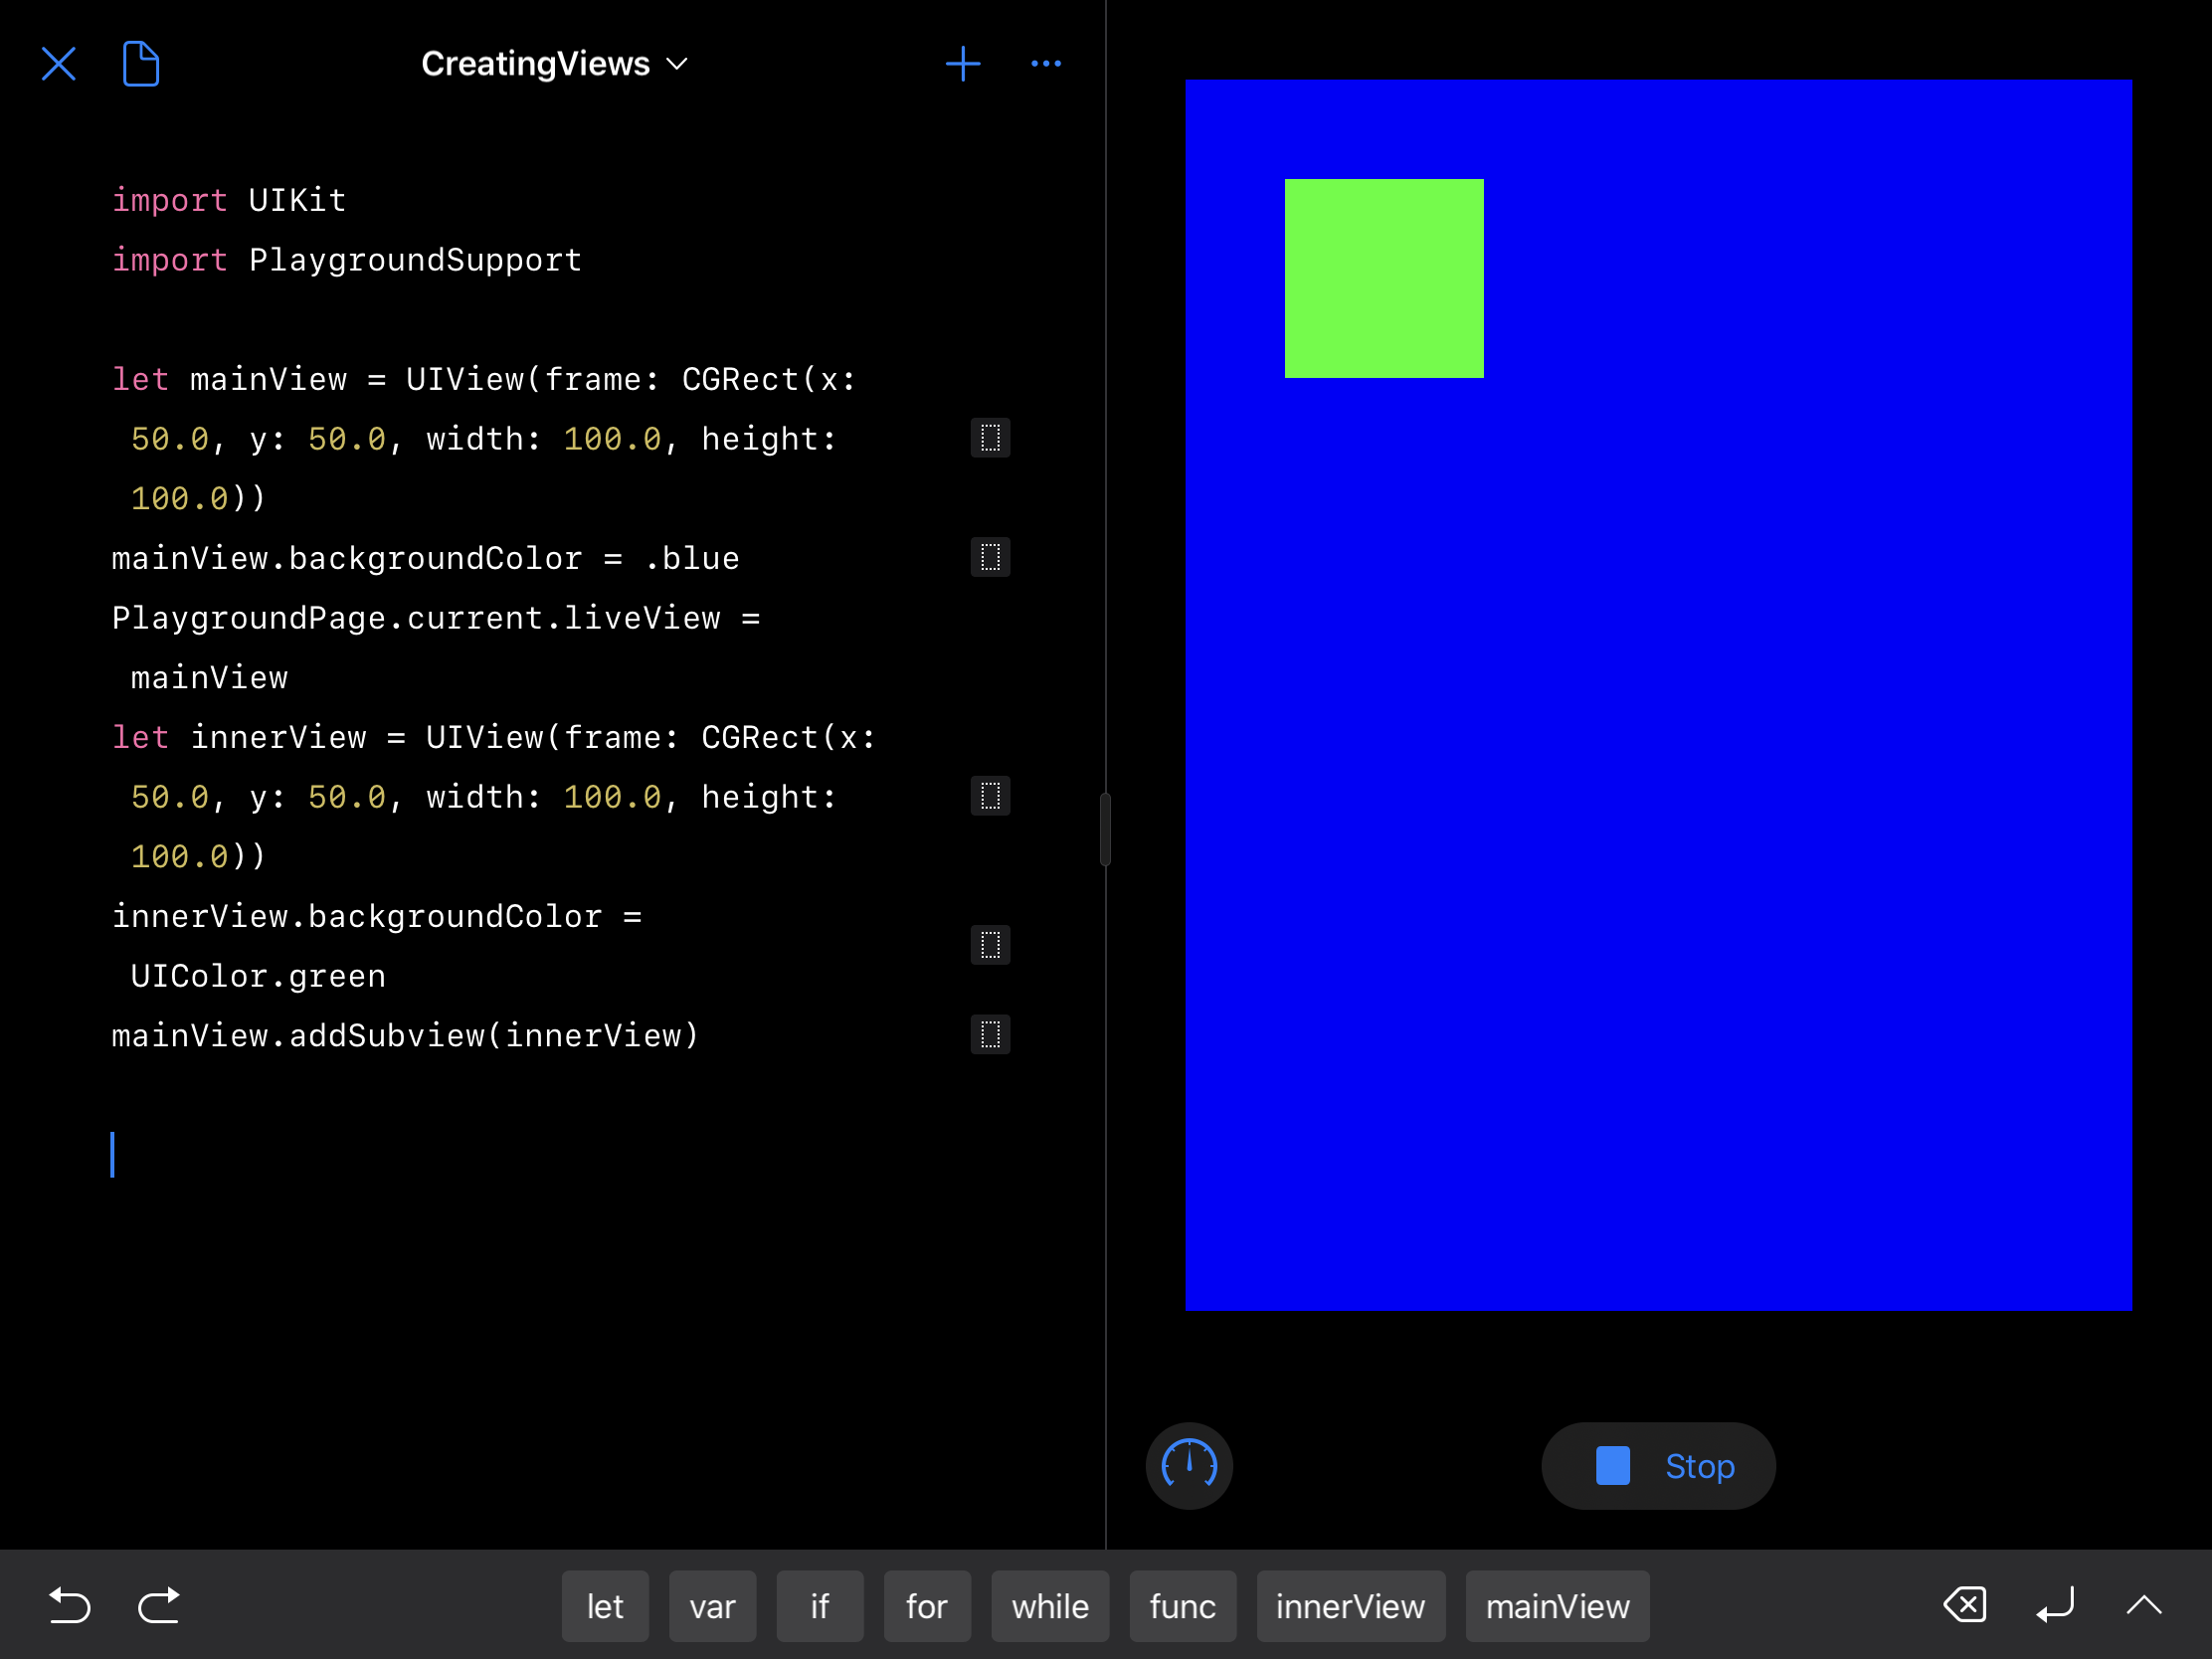 CreatingViews
import UIKit
import PlaygroundSupport
let mainView = UIView(frame: CGRect(x:
50.0, y: 50.0, width: 100.0, height:
100.0))
mainView.backgroundColor = .blue
PlaygroundPage.current.liveView =
mainView
let innerView = UIView(frame: CGRect(x:
50.0, y: 50.0, width: 100.0, height:
100.0))
innerView.backgroundColor =
UIColor.green
mainView.addSubview(innerView)
Stop
let var if for while func innerView mainView